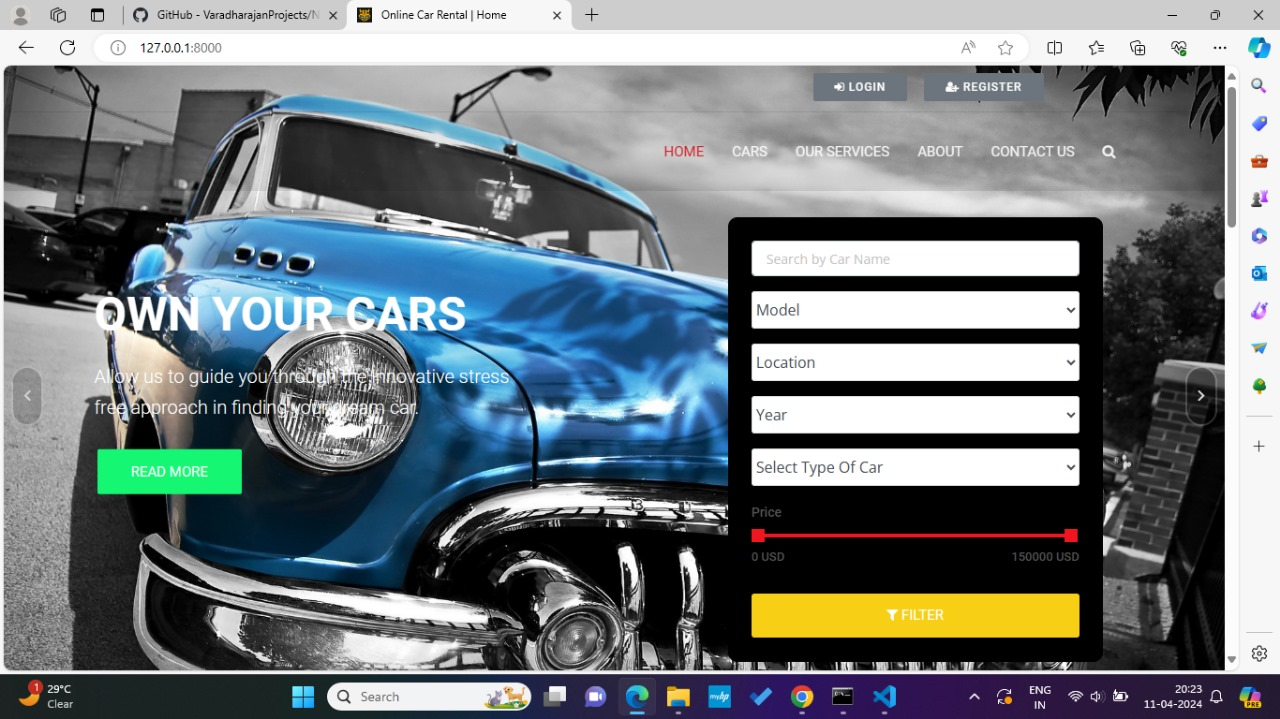 GitHub - VaradharajanProjects/N
Online Car Rental | Home
127.0.0.1:8000
LOGIN
REGISTER
HOME
CARS
OUR SERVICES
ABOUT
CONTACT US
OWN YOUR CARS
Allow us to guide you through the innovative stress
free approach in finding your dream car.
READ MORE
Search by Car Name
Model
Location
Year
Select Type Of Car
Price
0 USD
150000 USD
FILTER
1
29°C
Clear
Search
ENG
IN
20:23
11-04-2024
PRE